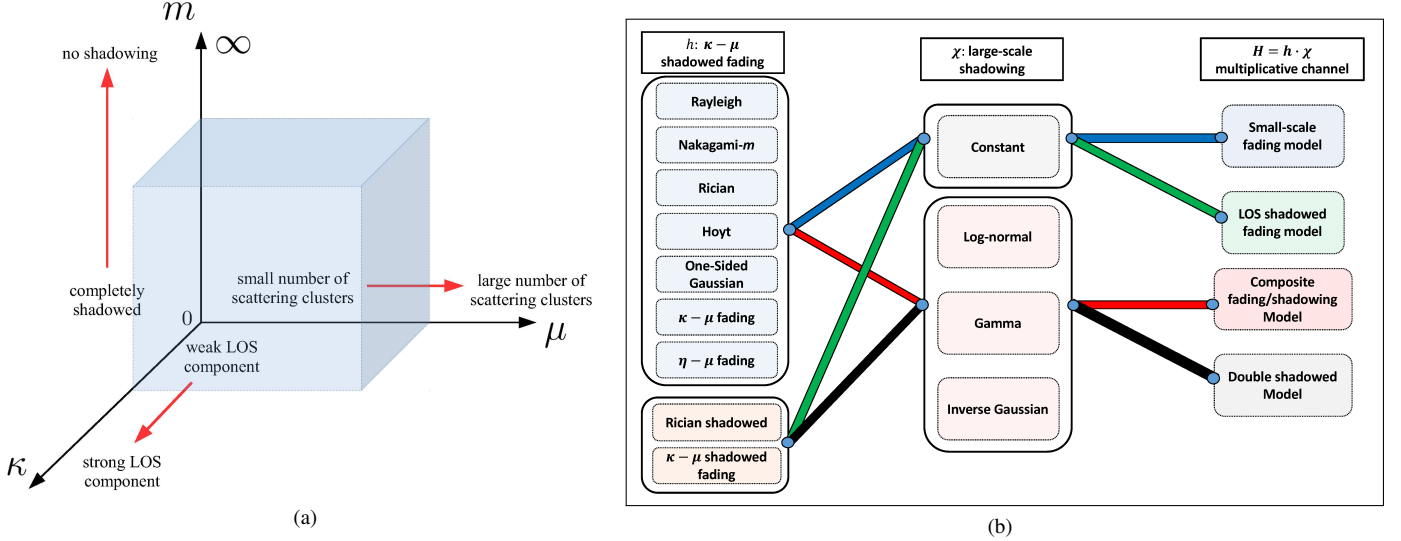 m
∞
no shadowing
completely
shadowed
small number of
scattering clusters
large number of
scattering clusters
0
μ
weak LOS
component
κ
strong LOS
component
(a)
h: κ − μ
shadowed fading
Rayleigh
Nakagami-m
Rician
Hoyt
One-Sided
Gaussian
κ − μ fading
η − μ fading
Rician shadowed
κ − μ shadowed
fading
χ: large-scale
shadowing
Constant
Log-normal
Gamma
Inverse Gaussian
H = h · χ
multiplicative channel
Small-scale
fading model
LOS shadowed
fading model
Composite
fading/shadowing
Model
Double shadowed
Model
(b)